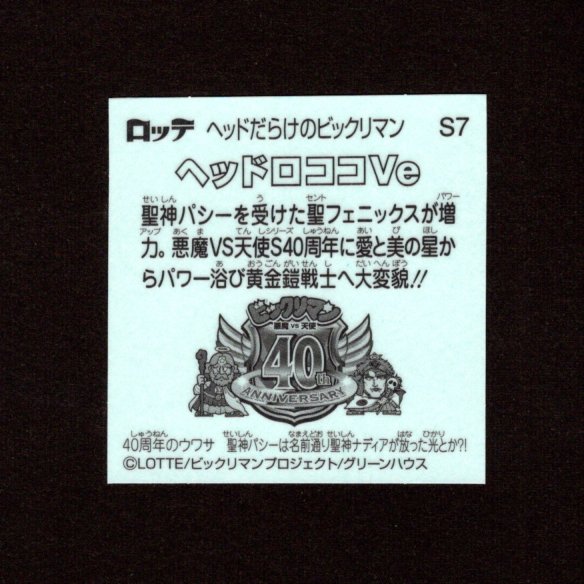 ロッテ ヘッドだらけのビックリマン S7
ヘッドロココVe
聖神パシーを受けた聖フェニックスが増
力。悪魔VS天使S40周年に愛と美の星か
らパワー浴び黄金鎧戦士へ大変貌!!
ビックリマン
悪魔 VS 天使
40th
ANNIVERSARY
40周年のウワサ 聖神パシーは名前通り聖神ナディアが放った光とか?!
©LOTTE/ビックリマンプロジェクト/グリーンハウス